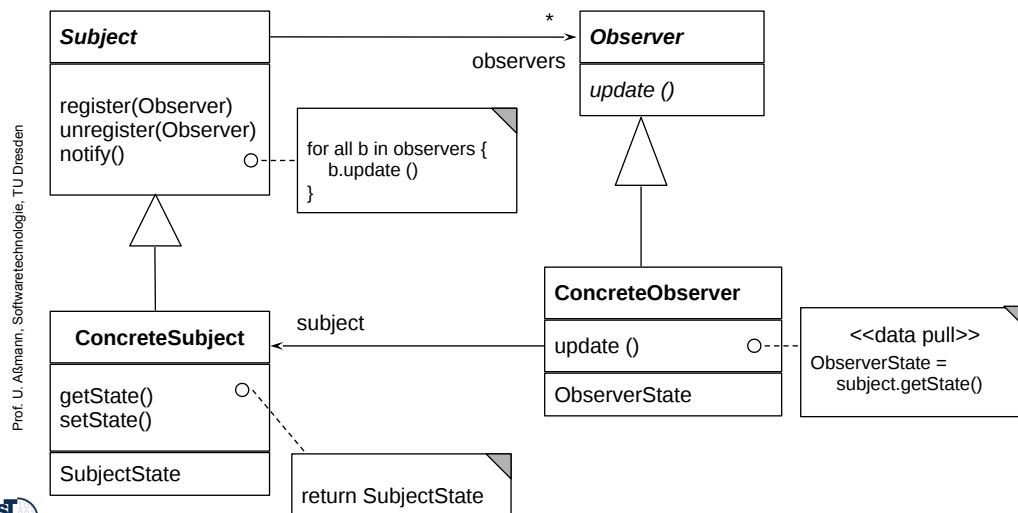 Subject
register(Observer)
unregister(Observer)
notify()
for all b in observers {
b.update ()
}
*
observers
Observer
update ()
ConcreteSubject
getState()
setState()
SubjectState
return SubjectState
subject
ConcreteObserver
update ()
ObserverState
<<data pull>>
ObserverState =
subject.getState()
Prof. U. Aßmann, Softwaretechnologie, TU Dresden
ST